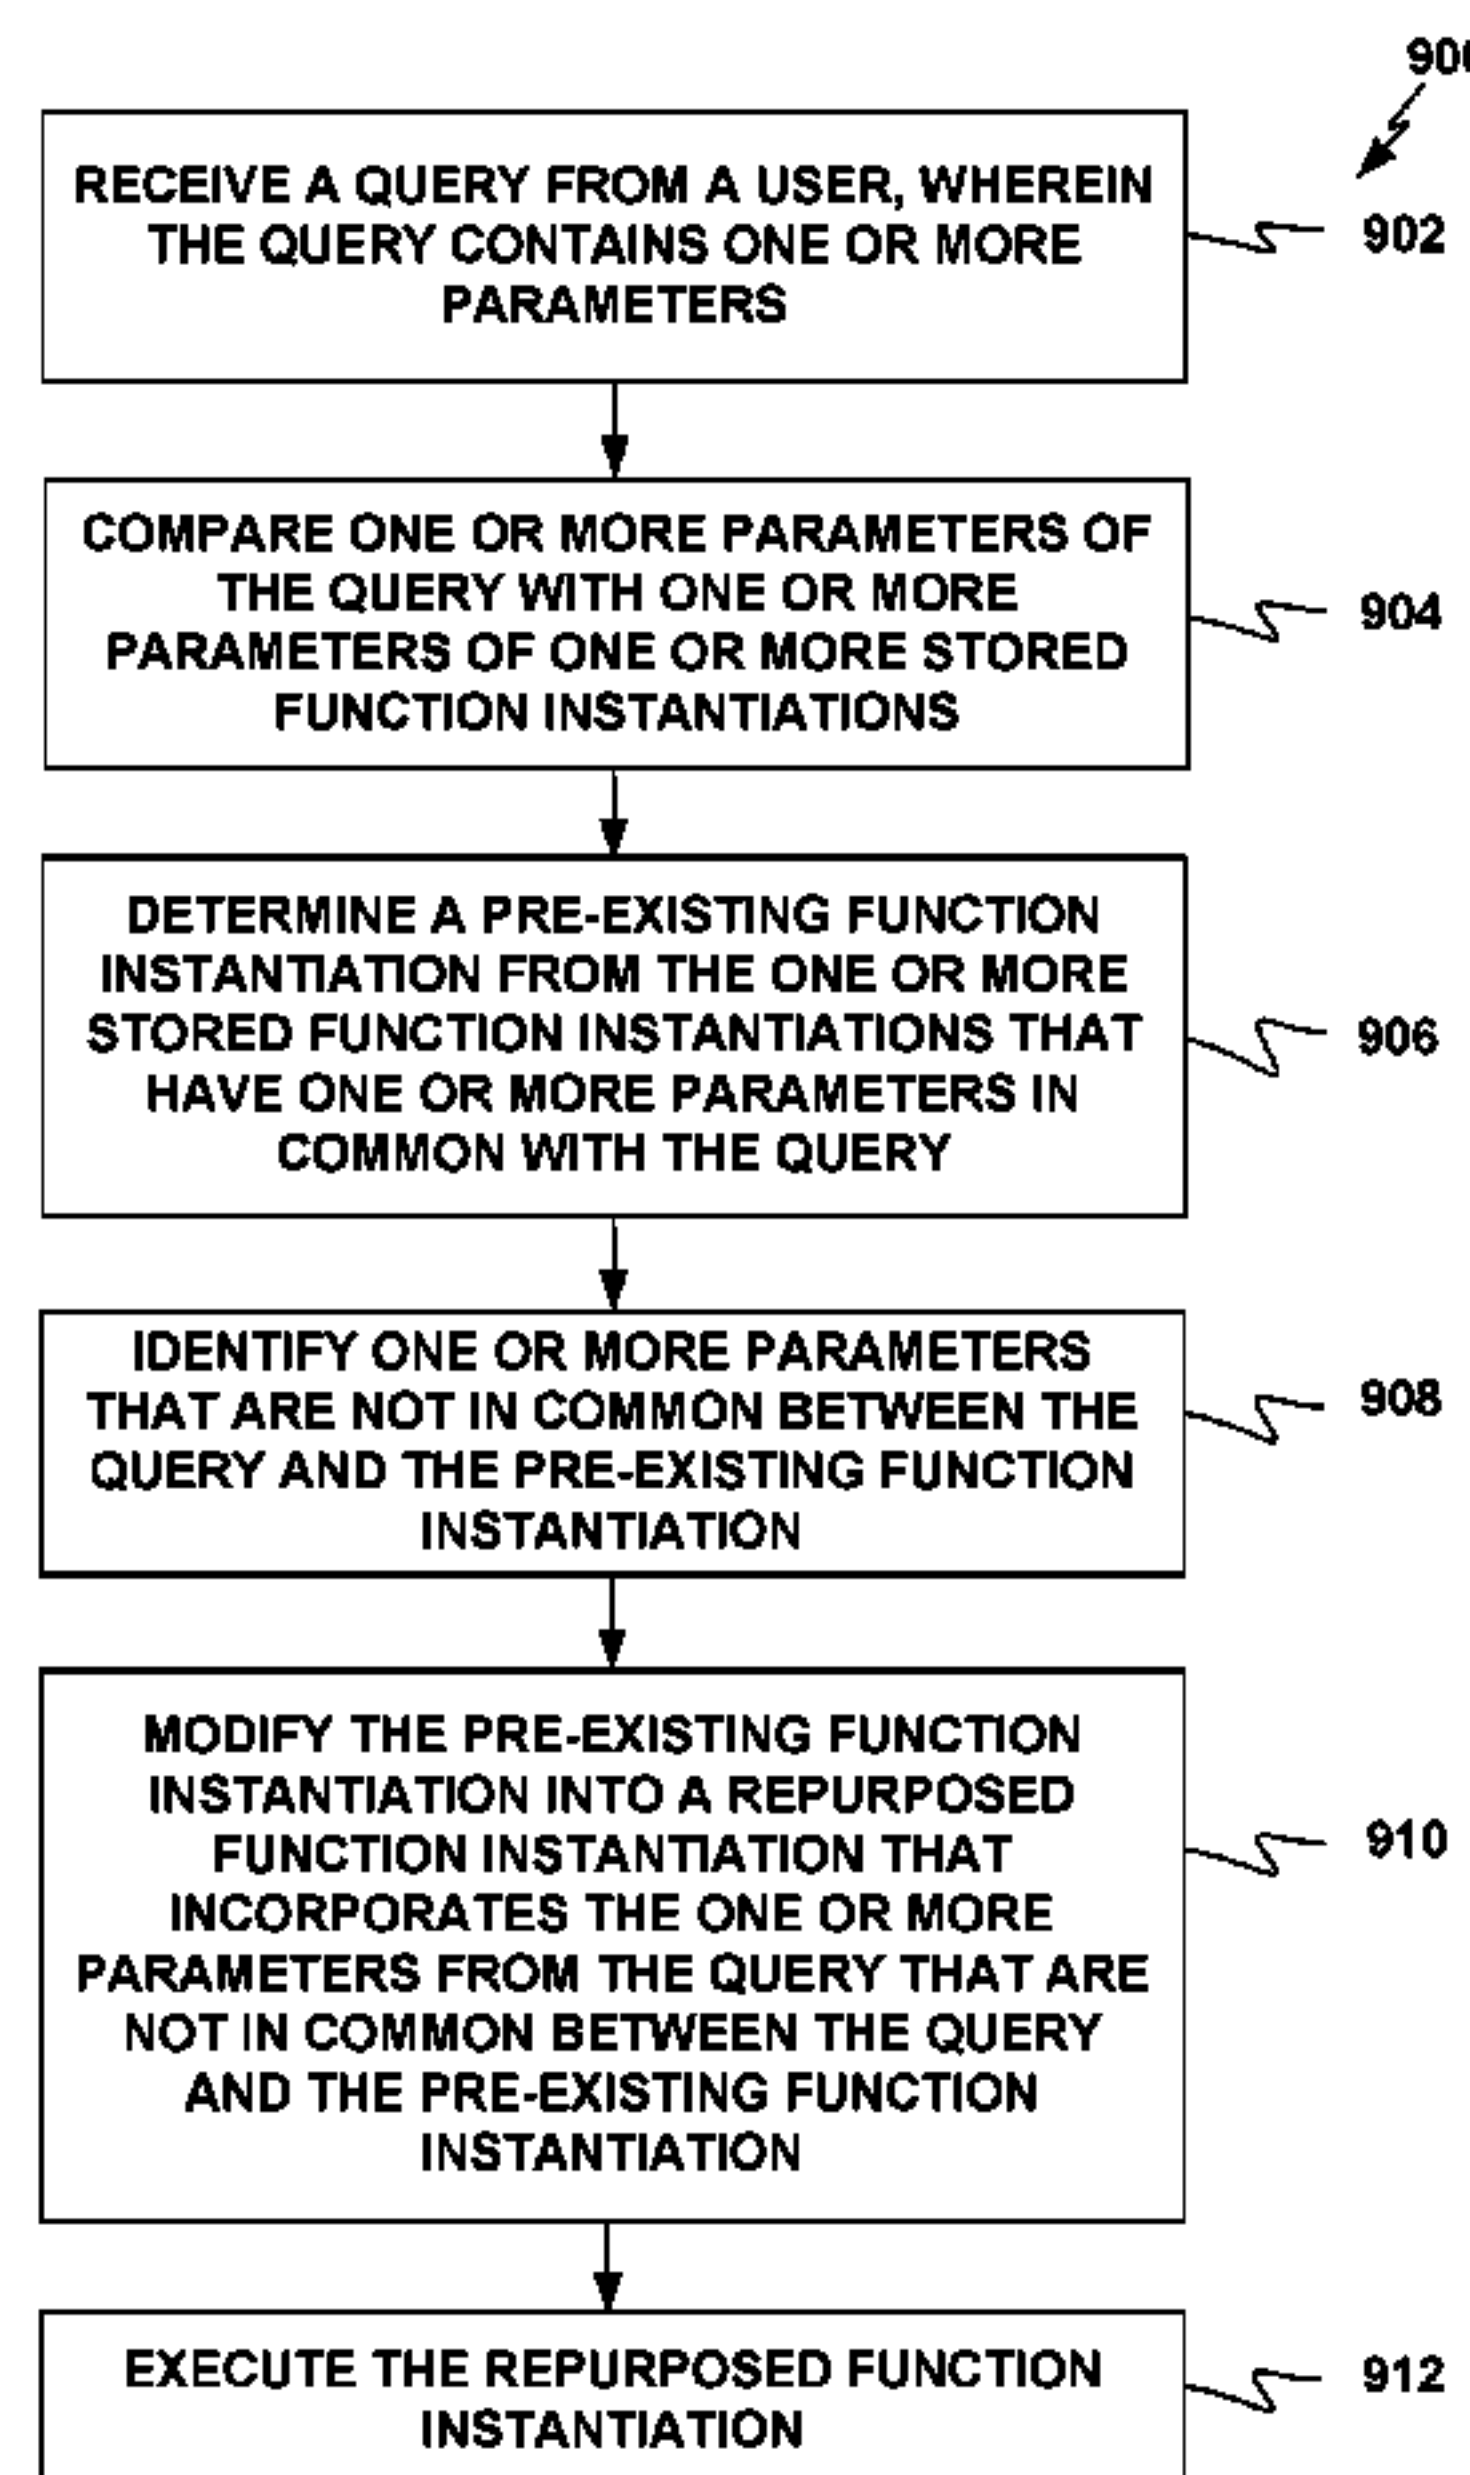 RECEIVE A QUERY FROM A USER, WHEREIN
THE QUERY CONTAINS ONE OR MORE
PARAMETERS
902
COMPARE ONE OR MORE PARAMETERS OF
THE QUERY WITH ONE OR MORE
PARAMETERS OF ONE OR MORE STORED
FUNCTION INSTANTIATIONS
904
DETERMINE A PRE-EXISTING FUNCTION
INSTANTIATION FROM THE ONE OR MORE
STORED FUNCTION INSTANTIATIONS THAT
HAVE ONE OR MORE PARAMETERS IN
COMMON WITH THE QUERY
906
IDENTIFY ONE OR MORE PARAMETERS
THAT ARE NOT IN COMMON BETWEEN THE
QUERY AND THE PRE-EXISTING FUNCTION
INSTANTIATION
908
MODIFY THE PRE-EXISTING FUNCTION
INSTANTIATION INTO A REPURPOSED
FUNCTION INSTANTIATION THAT
INCORPORATES THE ONE OR MORE
PARAMETERS FROM THE QUERY THAT ARE
NOT IN COMMON BETWEEN THE QUERY
AND THE PRE-EXISTING FUNCTION
INSTANTIATION
910
EXECUTE THE REPURPOSED FUNCTION
INSTANTIATION
912